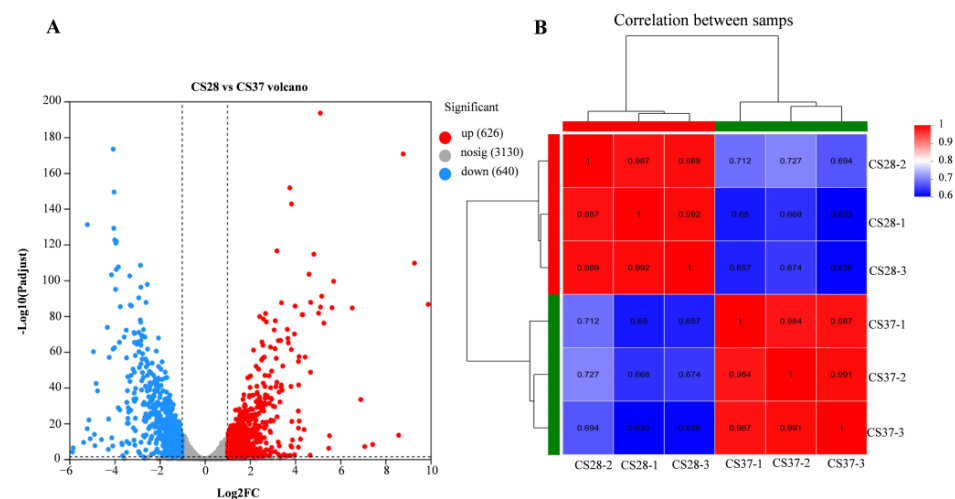 A
CS28 vs CS37 volcano
200
180
160
140
120
100
80
60
40
20
0
-Log10(Padjust)
−6 −4 −2 0 2 4 6 8 10
Log2FC
Significant
up (626)
nosig (3130)
down (640)
B
Correlation between samps
1
0.9
0.8
0.7
0.6
1 0.987 0.989 0.712 0.727 0.694 CS28-2
0.987 1 0.992 0.65 0.668 CS28-1
0.989 0.992 1 0.657 0.674 CS28-3
0.712 0.65 0.657 1 0.984 0.987 CS37-1
0.727 0.668 0.674 0.984 1 0.991 CS37-2
0.694 0.987 0.991 1 CS37-3
CS28-2 CS28-1 CS28-3 CS37-1 CS37-2 CS37-3